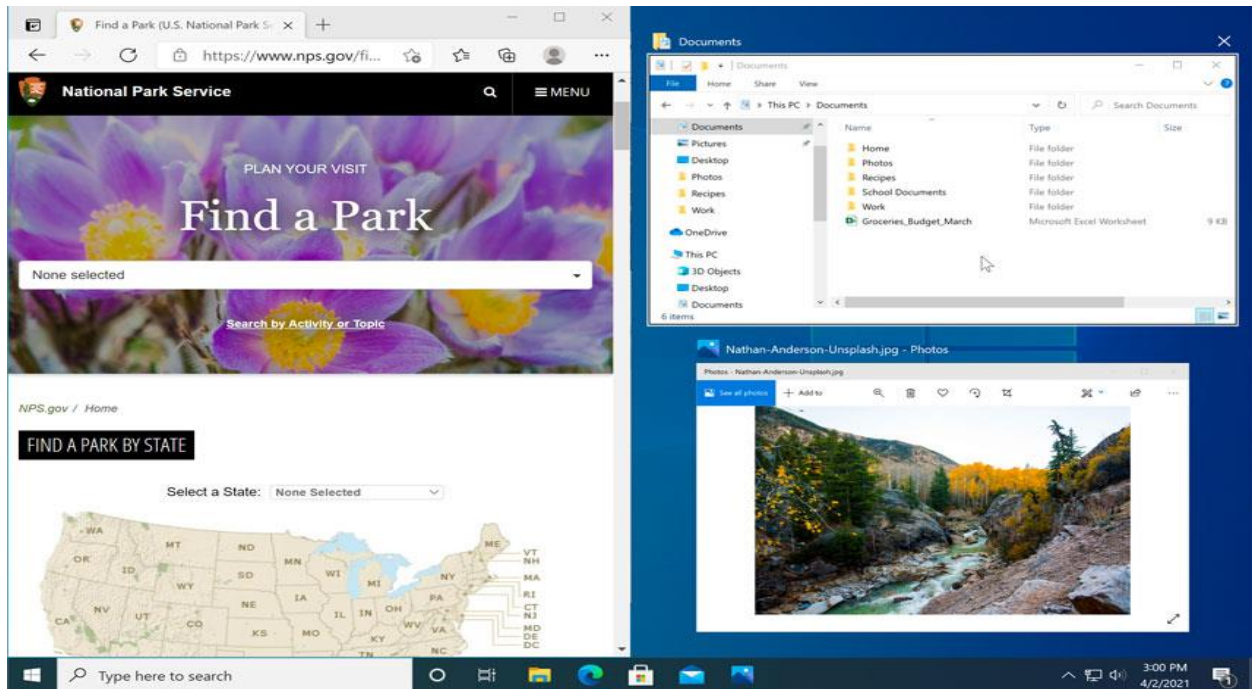 Find a Park (U.S. National Park S
https://www.nps.gov/fi...
National Park Service
MENU
PLAN YOUR VISIT
Find a Park
None selected
Search by Activity or Topic
NPS.gov / Home
FIND A PARK BY STATE
Select a State: None Selected
WA
MT
ND
MN
ME
VT
NH
OR
ID
SD
WI
MI
NY
MA
WY
RI
NE
IA
PA
CT
NJ
NV
UT
CO
IL
IN
OH
CA
KS
MO
KY
WV
VA
MD
DE
DC
TN
NC
Documents
Documents
File Home Share View
This PC > Documents
Search Documents
Documents
Pictures
Desktop
Photos
Recipes
Work
OneDrive
This PC
3D Objects
Desktop
Documents
Name Type Size
Home File folder
Photos File folder
Recipes File folder
School Documents File folder
Work File folder
Groceries_Budget_March Microsoft Excel Worksheet 9 KB
6 items
Nathan-Anderson-Unsplash.jpg - Photos
Photos - Nathan-Anderson-Unsplash.jpg
See all photos
Add to
Type here to search
3:00 PM
4/2/2021
1